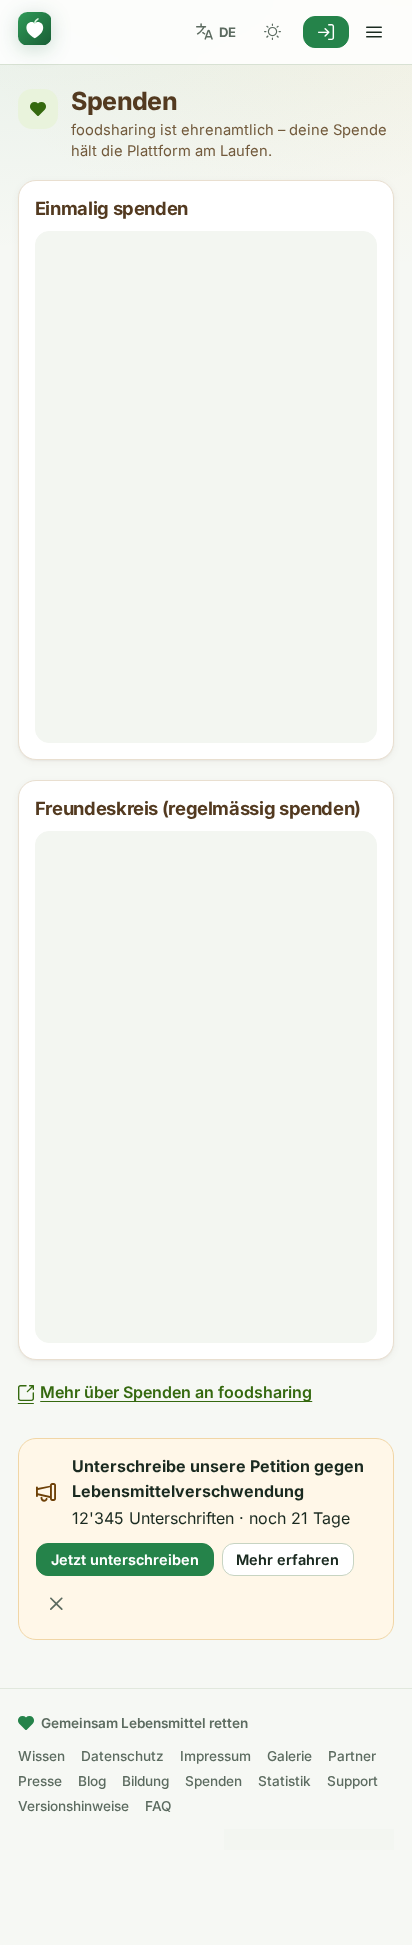 DE
Spenden
foodsharing ist ehrenamtlich – deine Spende
hält die Plattform am Laufen.
Einmalig spenden
Freundeskreis (regelmässig spenden)
Mehr über Spenden an foodsharing
Unterschreibe unsere Petition gegen
Lebensmittelverschwendung
12'345 Unterschriften · noch 21 Tage
Jetzt unterschreiben Mehr erfahren
Gemeinsam Lebensmittel retten
Wissen Datenschutz Impressum Galerie Partner
Presse Blog Bildung Spenden Statistik Support
Versionshinweise FAQ